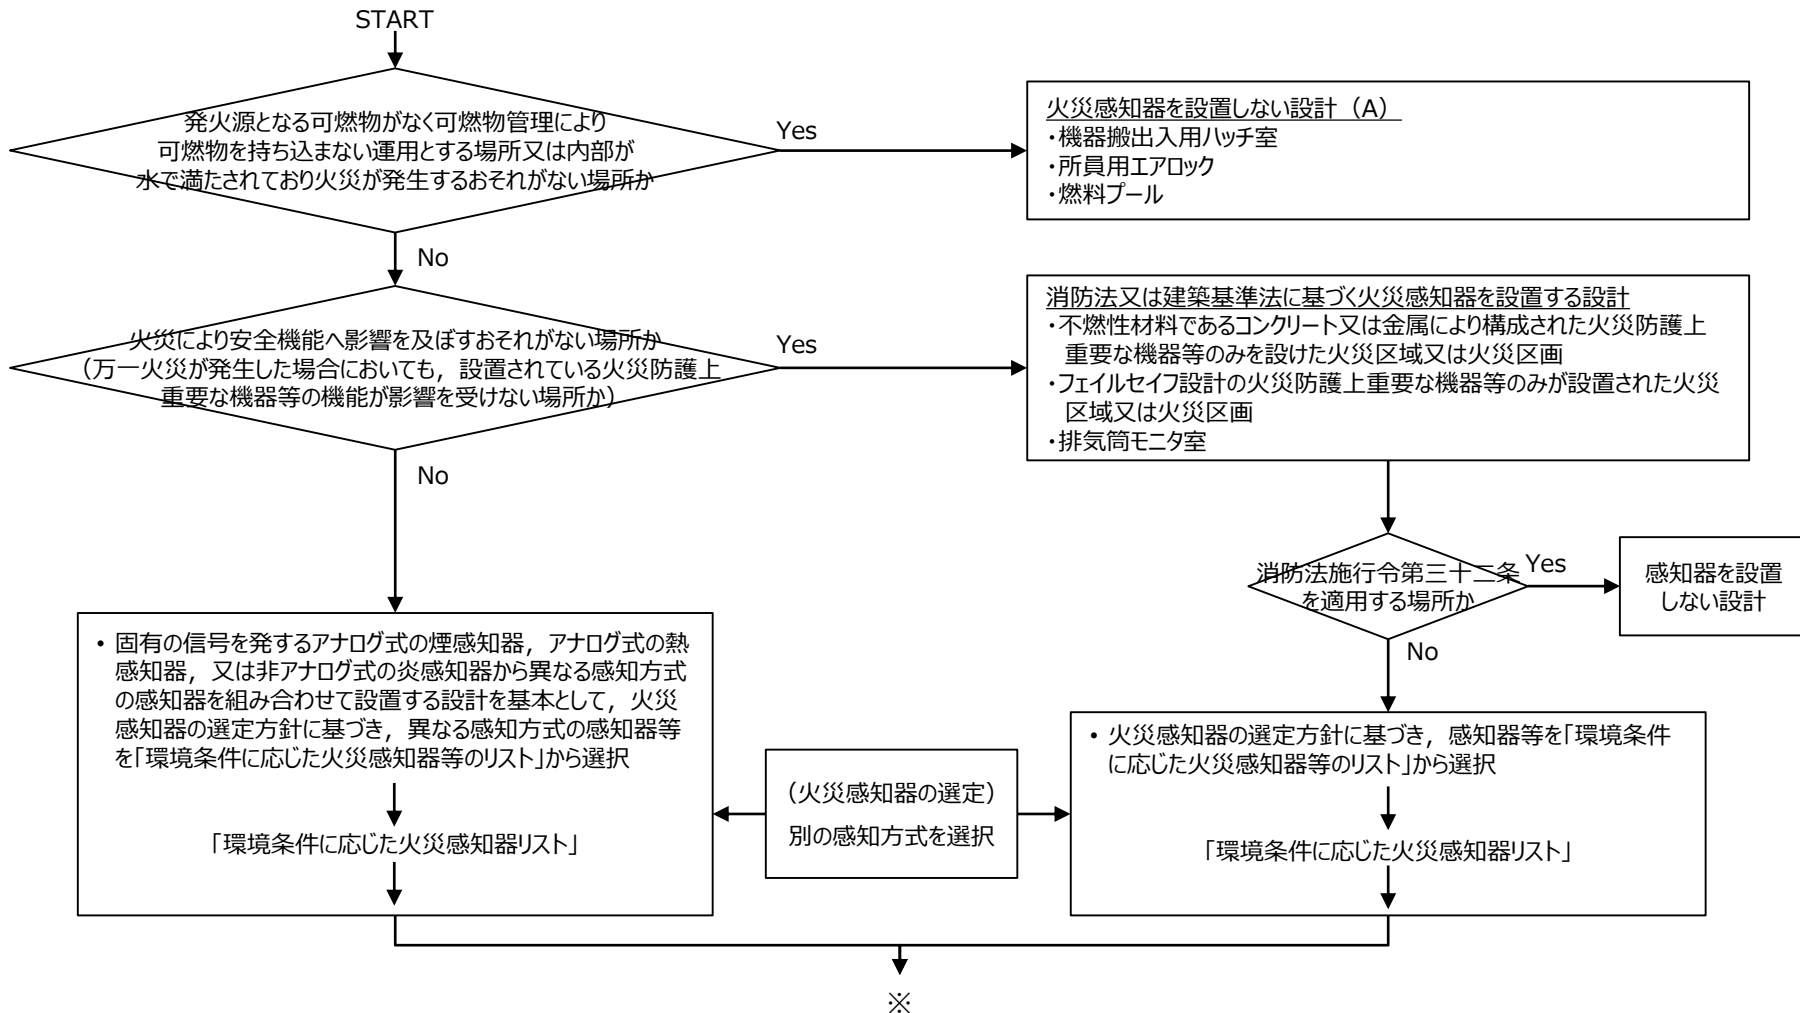 START
発火源となる可燃物がなく可燃物管理により
可燃物を持ち込まない運用とする場所又は内部が
水で満たされており火災が発生するおそれがない場所か
Yes
火災感知器を設置しない設計（A）
・機器搬出入用ハッチ室
・所員用エアロック
・燃料プール
No
火災により安全機能へ影響を及ぼすおそれがない場所か
（万一火災が発生した場合においても，設置されている火災防護上
重要な機器等の機能が影響を受けない場所か）
Yes
消防法又は建築基準法に基づく火災感知器を設置する設計
・不燃性材料であるコンクリート又は金属により構成された火災防護上
重要な機器等のみを設けた火災区域又は火災区画
・フェイルセイフ設計の火災防護上重要な機器等のみが設置された火災
区域又は火災区画
・排気筒モニタ室
No
消防法施行令第三十二条
を適用する場所か
Yes
感知器を設置
しない設計
No
• 固有の信号を発するアナログ式の煙感知器，アナログ式の熱
感知器，又は非アナログ式の炎感知器から異なる感知方式
の感知器を組み合わせて設置する設計を基本として，火災
感知器の選定方針に基づき，異なる感知方式の感知器等
を「環境条件に応じた火災感知器等のリスト」から選択
「環境条件に応じた火災感知器リスト」
（火災感知器の選定）
別の感知方式を選択
• 火災感知器の選定方針に基づき，感知器等を「環境条件
に応じた火災感知器等のリスト」から選択
「環境条件に応じた火災感知器リスト」
※